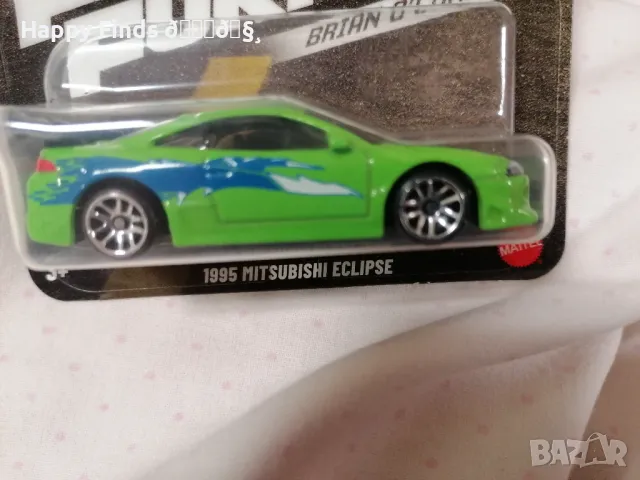 Happy Finds
BRIAN O'
1995 MITSUBISHI ECLIPSE
3+
MATTEL
BAZAR